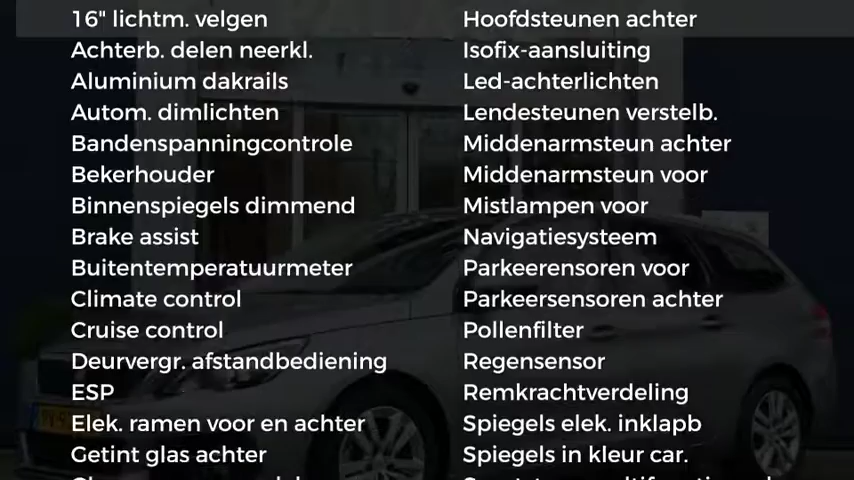 16" lichtm. velgen
Achterb. delen neerkl.
Aluminium dakrails
Autom. dimlichten
Bandenspanningcontrole
Bekerhouder
Binnenspiegels dimmend
Brake assist
Buitentemperatuurmeter
Climate control
Cruise control
Deurvergr. afstandbediening
ESP
Elek. ramen voor en achter
Getint glas achter
Hoofdsteunen achter
Isofix-aansluiting
Led-achterlichten
Lendesteunen verstelb.
Middenarmsteun achter
Middenarmsteun voor
Mistlampen voor
Navigatiesysteem
Parkeerensoren voor
Parkeersensoren achter
Pollenfilter
Regensensor
Remkrachtverdeling
Spiegels elek. inklapb
Spiegels in kleur car.